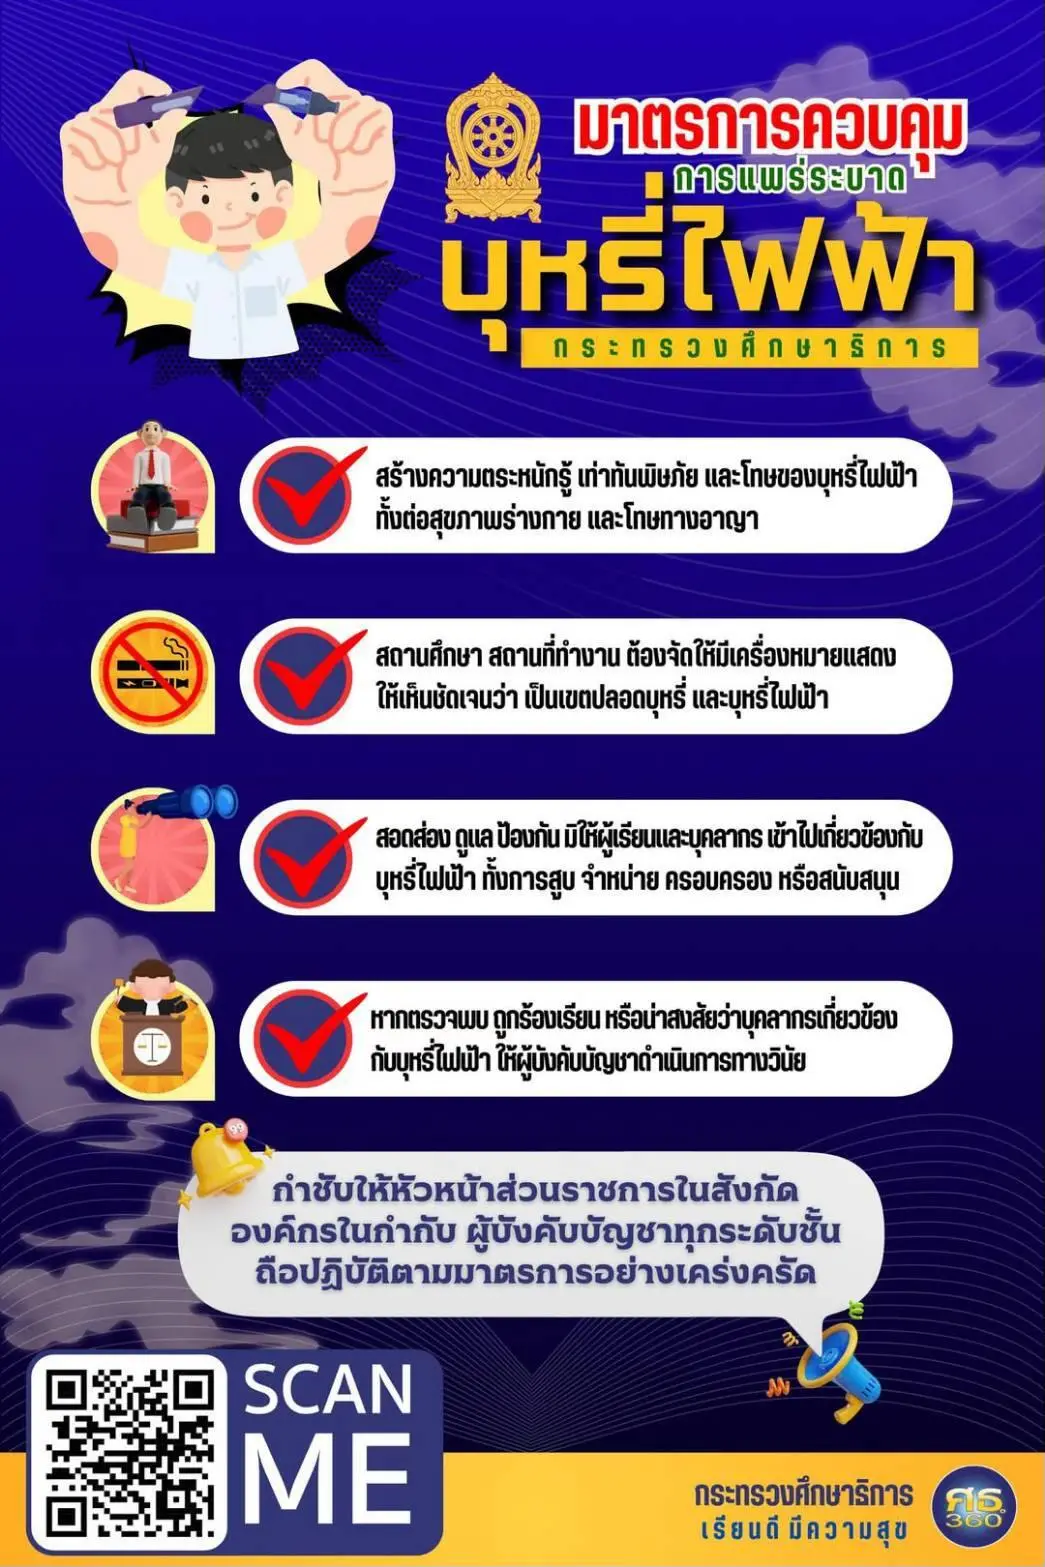 มาตรการควบคุม
การแพร่ระบาด
บุหรี่ไฟฟ้า
กระทรวงศึกษาธิการ
สร้างความตระหนักรู้ เท่าทันพิษภัย และโทษของบุหรี่ไฟฟ้า
ทั้งต่อสุขภาพร่างกาย และโทษทางอาญา
สถานศึกษา สถานที่ทำงาน ต้องจัดให้มีเครื่องหมายแสดง
ให้เห็นชัดเจนว่า เป็นเขตปลอดบุหรี่ และบุหรี่ไฟฟ้า
สอดส่อง ดูแล ป้องกัน มิให้ผู้เรียนและบุคลากร เข้าไปเกี่ยวข้องกับ
บุหรี่ไฟฟ้า ทั้งการสูบ จำหน่าย ครอบครอง หรือสนับสนุน
หากตรวจพบ ถูกร้องเรียน หรือน่าสงสัยว่าบุคลากรเกี่ยวข้อง
กับบุหรี่ไฟฟ้า ให้ผู้บังคับบัญชาดำเนินการทางวินัย
99
กำชับให้หัวหน้าส่วนราชการในสังกัด
องค์กรในกำกับ ผู้บังคับบัญชาทุกระดับชั้น
ถือปฏิบัติตามมาตรการอย่างเคร่งครัด
SCAN
ME
กระทรวงศึกษาธิการ
เรียนดี มีความสุข
ศธ
360°